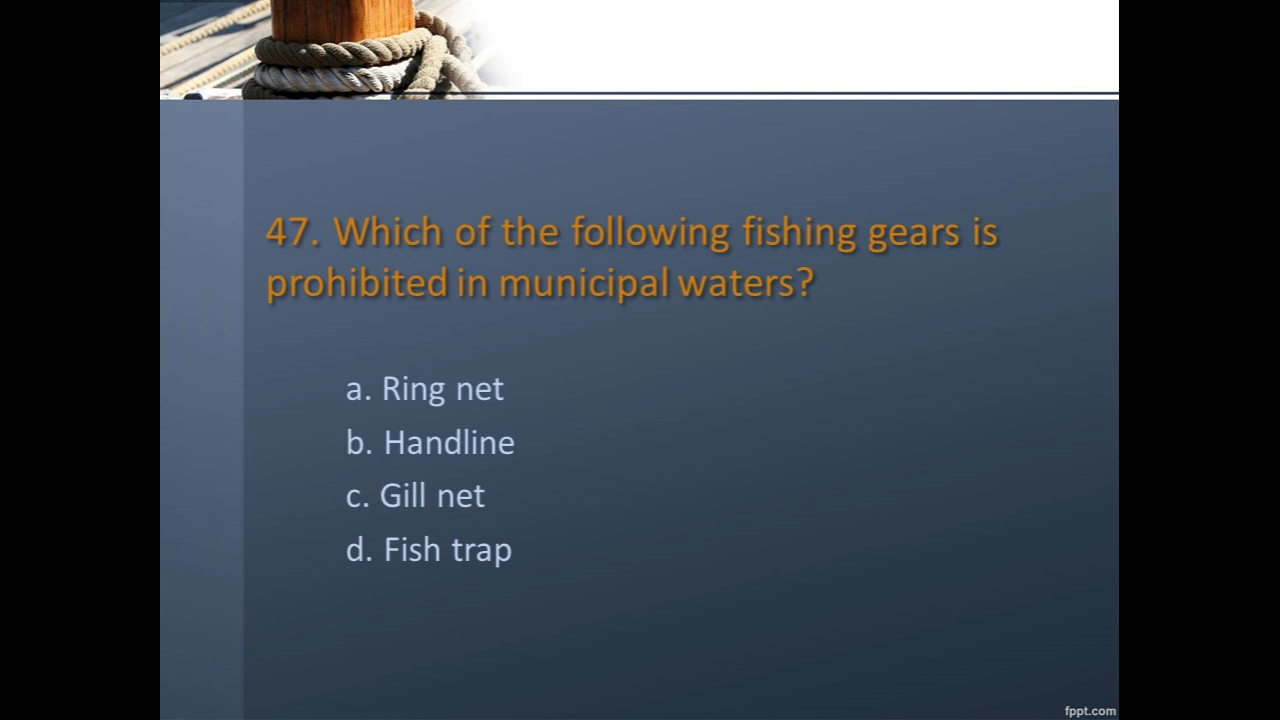 47. Which of the following fishing gears is
prohibited in municipal waters?
a. Ring net
b. Handline
c. Gill net
d. Fish trap
fppt.com